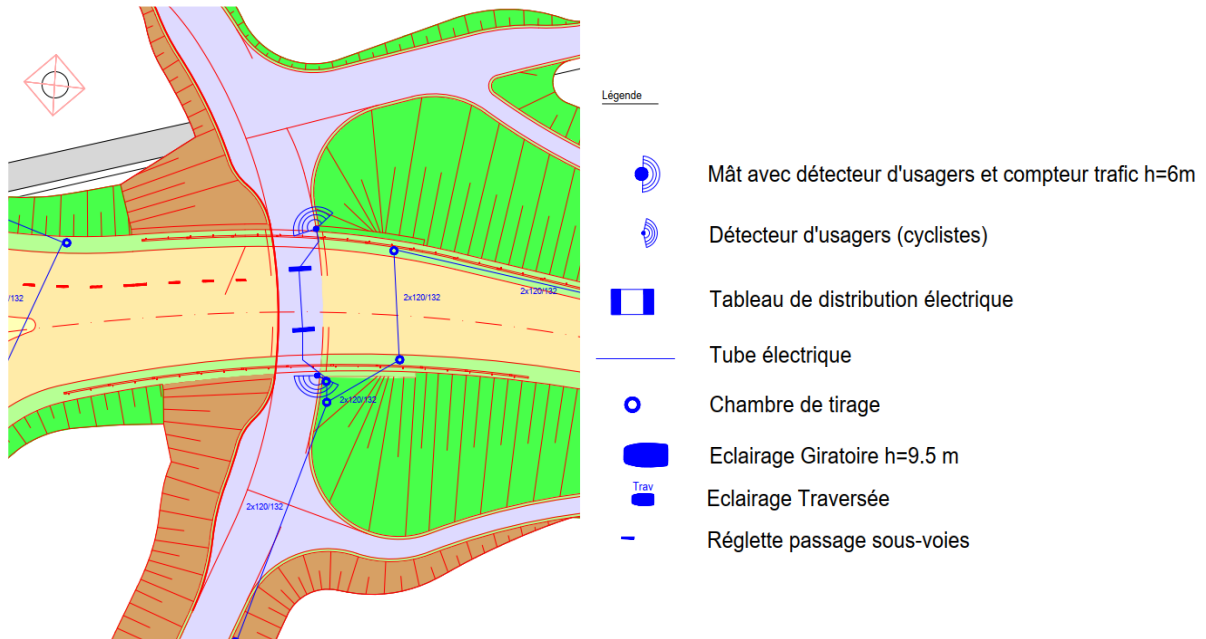 Légende
Mât avec détecteur d'usagers et compteur trafic h=6m
Détecteur d'usagers (cyclistes)
Tableau de distribution électrique
Tube électrique
Chambre de tirage
Eclairage Giratoire h=9.5 m
Trav
Eclairage Traversée
Réglette passage sous-voies
/132
2x120/132
2x120/132
2x120/132
2x120/132